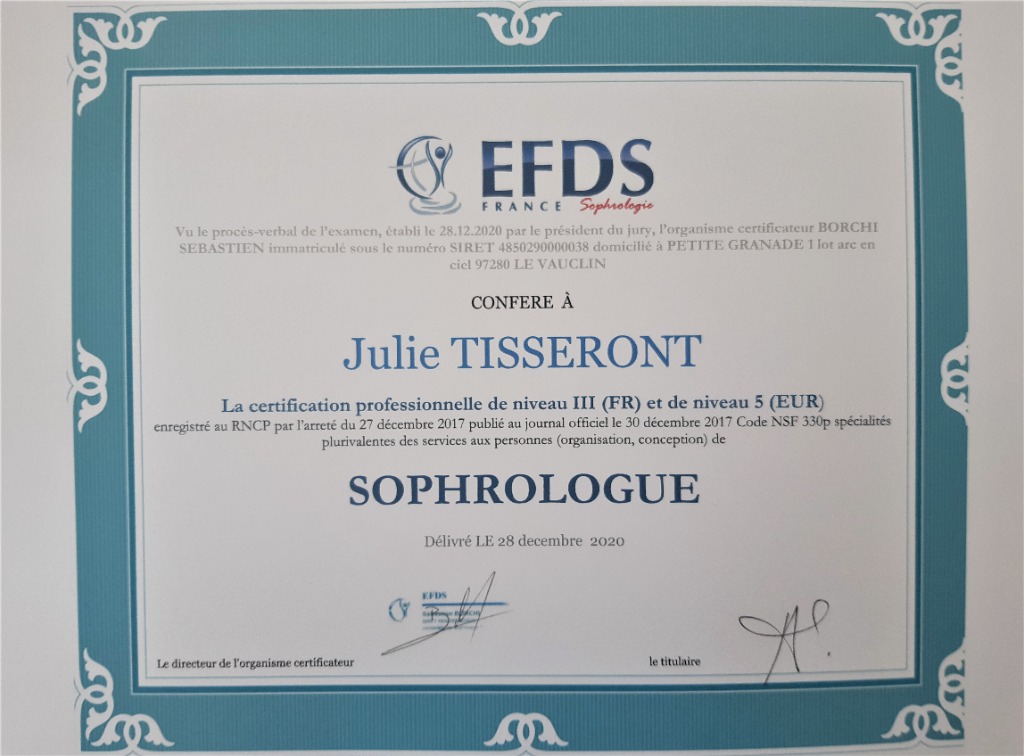 EFDS
FRANCE Sophrologie
Vu le procès-verbal de l'examen, établi le 28.12.2020 par le président du jury, l'organisme certificateur BORCHI
SEBASTIEN immatriculé sous le numéro SIRET 4850290000038 domicilié à PETITE GRANADE 1 lot arc en
ciel 97280 LE VAUCLIN
CONFERE À
Julie TISSERONT
La certification professionnelle de niveau III (FR) et de niveau 5 (EUR)
enregistré au RNCP par l'arreté du 27 décembre 2017 publié au journal officiel le 30 décembre 2017 Code NSF 330p spécialités
plurivalentes des services aux personnes (organisation, conception) de
SOPHROLOGUE
Délivré LE 28 decembre 2020
EFDS
Le directeur de l'organisme certificateur
le titulaire